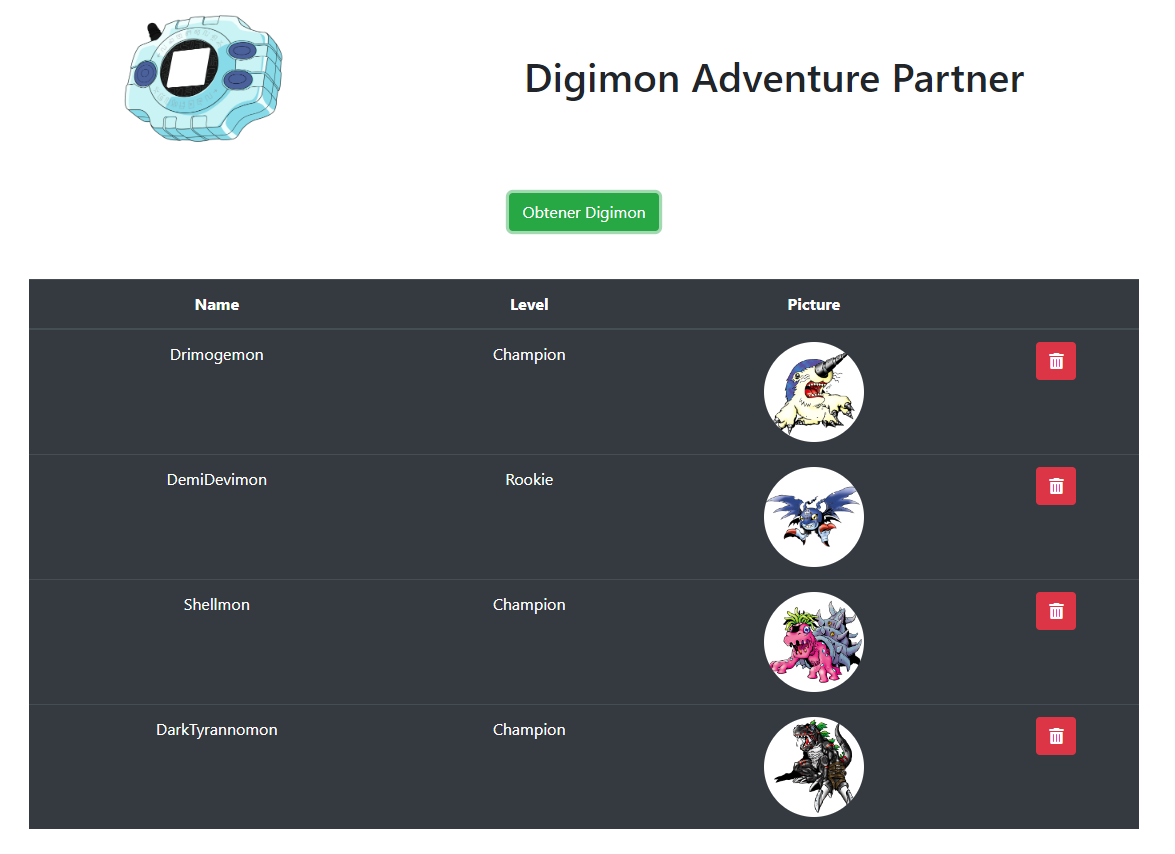 Digimon Adventure Partner
Obtener Digimon
Name Level Picture
Drimogemon Champion
DemiDevimon Rookie
Shellmon Champion
DarkTyrannomon Champion